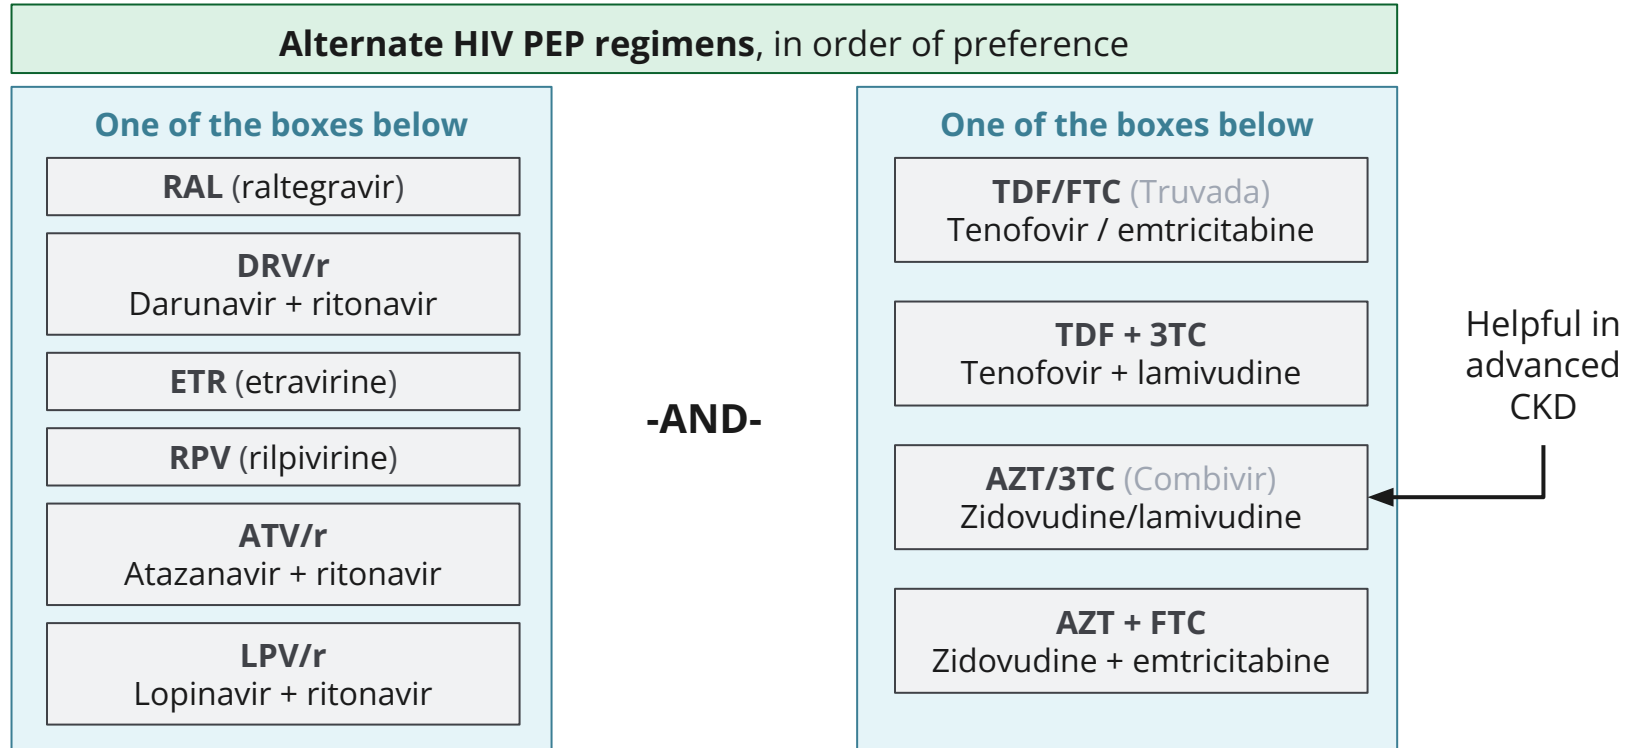 Alternate HIV PEP regimens, in order of preference
One of the boxes below
RAL (raltegravir)
DRV/r
Darunavir + ritonavir
ETR (etravirine)
RPV (rilpivirine)
ATV/r
Atazanavir + ritonavir
LPV/r
Lopinavir + ritonavir
-AND-
One of the boxes below
TDF/FTC (Truvada)
Tenofovir / emtricitabine
TDF + 3TC
Tenofovir + lamivudine
AZT/3TC (Combivir)
Zidovudine/lamivudine
AZT + FTC
Zidovudine + emtricitabine
Helpful in
advanced
CKD